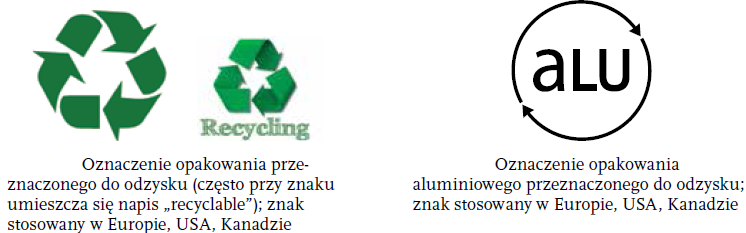 Recycling
aLU
Oznaczenie opakowania prze-
znaczonego do odzysku (często przy znaku
umieszcza się napis „recyclable”); znak
stosowany w Europie, USA, Kanadzie
Oznaczenie opakowania
aluminiowego przeznaczonego do odzysku;
znak stosowany w Europie, USA, Kanadzie